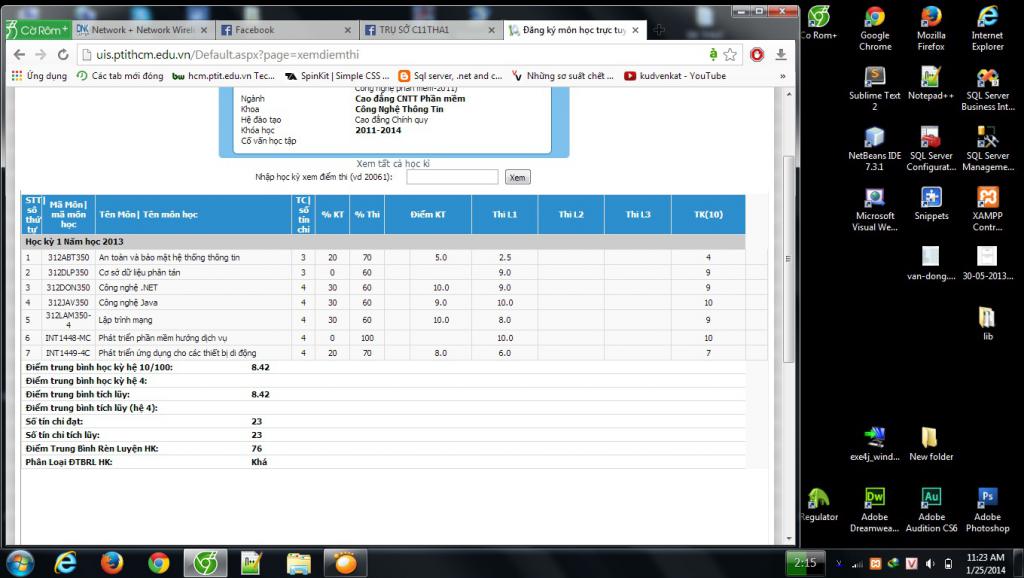 Cờ Rôm+
Network + Network Wirele
Facebook
TRỤ SỞ C11THA1
Đăng ký môn học trực tuy
uis.ptithcm.edu.vn/Default.aspx?page=xemdiemthi
Ứng dụng
Các tab mới đóng
hcm.ptit.edu.vn Tec...
SpinKit | Simple CSS ...
Sql server, .net and c...
Những sơ suất chết ...
kudvenkat - YouTube
»
Công nghệ phần mềm-2011)
Ngành Cao đẳng CNTT Phần mềm
Khoa Công Nghệ Thông Tin
Hệ đào tạo Cao đẳng Chính quy
Khóa học 2011-2014
Cố vấn học tập
Xem tất cả học kì
Nhập học kỳ xem điểm thi (vd 20061): Xem
STT| số thứ tự Mã Môn| mã môn học Tên Môn| Tên môn học TC| số tín chỉ % KT % Thi Điểm KT Thi L1 Thi L2 Thi L3 TK(10)
Học kỳ 1 Năm học 2013
1 312ABT350 An toàn và bảo mật hệ thống thông tin 3 20 70 5.0 2.5 4
2 312DLP350 Cơ sở dữ liệu phân tán 3 0 60 9.0 9
3 312DON350 Công nghệ .NET 4 30 60 10.0 9.0 9
4 312JAV350 Công nghệ Java 4 30 60 9.0 10.0 10
5 312LAM350-4 Lập trình mạng 4 30 60 10.0 8.0 9
6 INT1448-MC Phát triển phần mềm hướng dịch vụ 4 0 100 10.0 10
7 INT1449-4C Phát triển ứng dụng cho các thiết bị di động 4 20 70 8.0 6.0 7
Điểm trung bình học kỳ hệ 10/100: 8.42
Điểm trung bình học kỳ hệ 4:
Điểm trung bình tích lũy: 8.42
Điểm trung bình tích lũy (hệ 4):
Số tín chỉ đạt: 23
Số tín chỉ tích lũy: 23
Điểm Trung Bình Rèn Luyện HK: 76
Phân Loại ĐTBRL HK: Khá
Cờ Rôm+
Google Chrome
Mozilla Firefox
Internet Explorer
Sublime Text 2
Notepad++
SQL Server Business Int...
NetBeans IDE 7.3.1
SQL Server Configurat...
SQL Server Manageme...
Microsoft Visual We...
Snippets
XAMPP Contr...
van-dong....
30-05-2013...
lib
exe4j_wind...
New folder
Regulator
Adobe Dreamwea...
Adobe Audition CS6
Adobe Photoshop
2:15
11:23 AM
1/25/2014